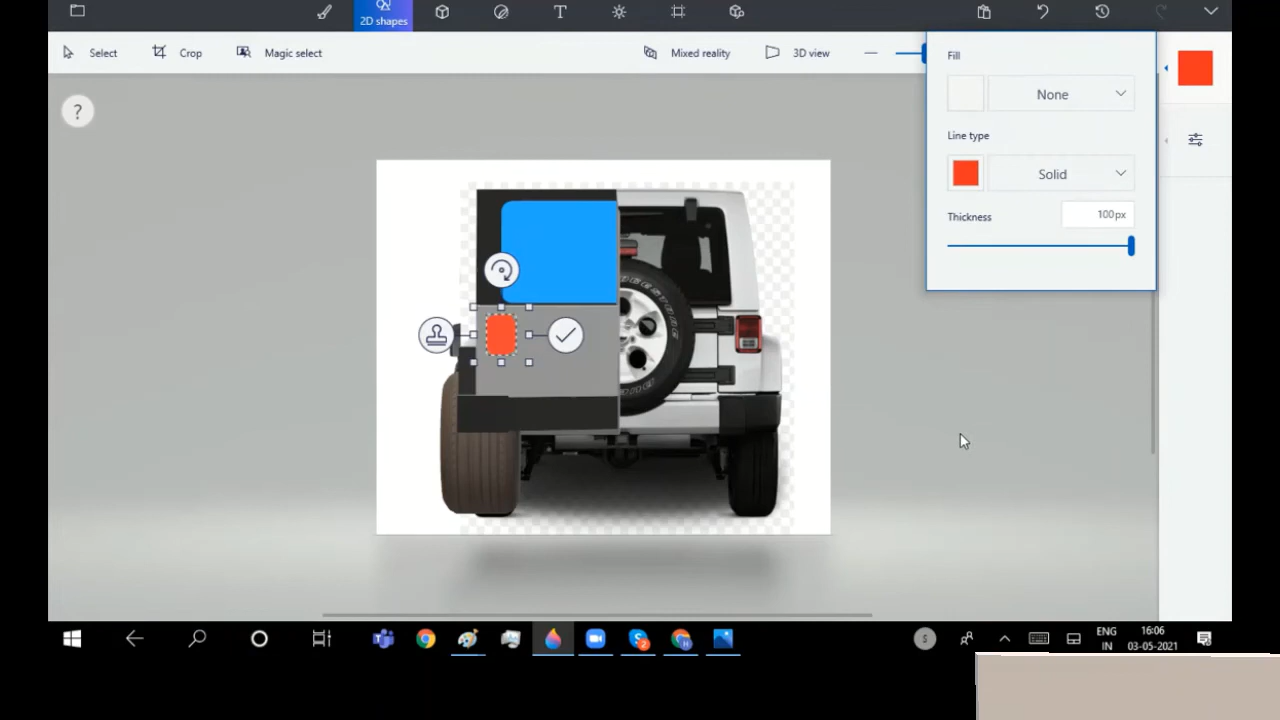 2D shapes
Select
Crop
Magic select
Mixed reality
3D view
?
Fill
None
Line type
Solid
Thickness
100px
S
2
ENG
IN
16:06
03-05-2021